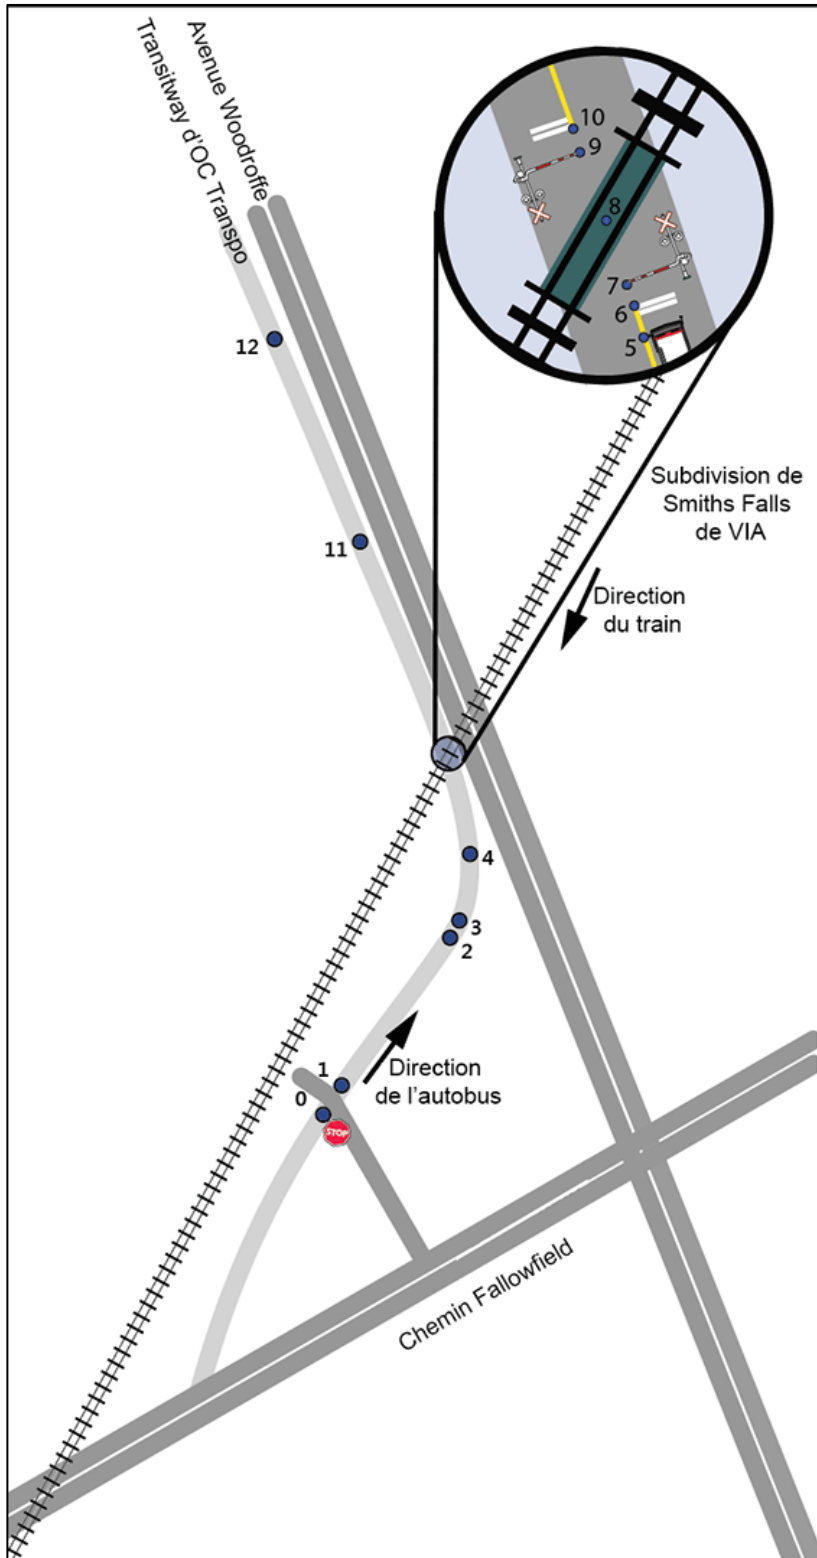 Avenue Woodroffe
Transitway d'OC Transpo
10
9
8
7
6
5
12
Subdivision de
Smiths Falls
de VIA
11
Direction
du train
4
3
2
1
Direction
de l'autobus
0
STOP
Chemin Fallowfield